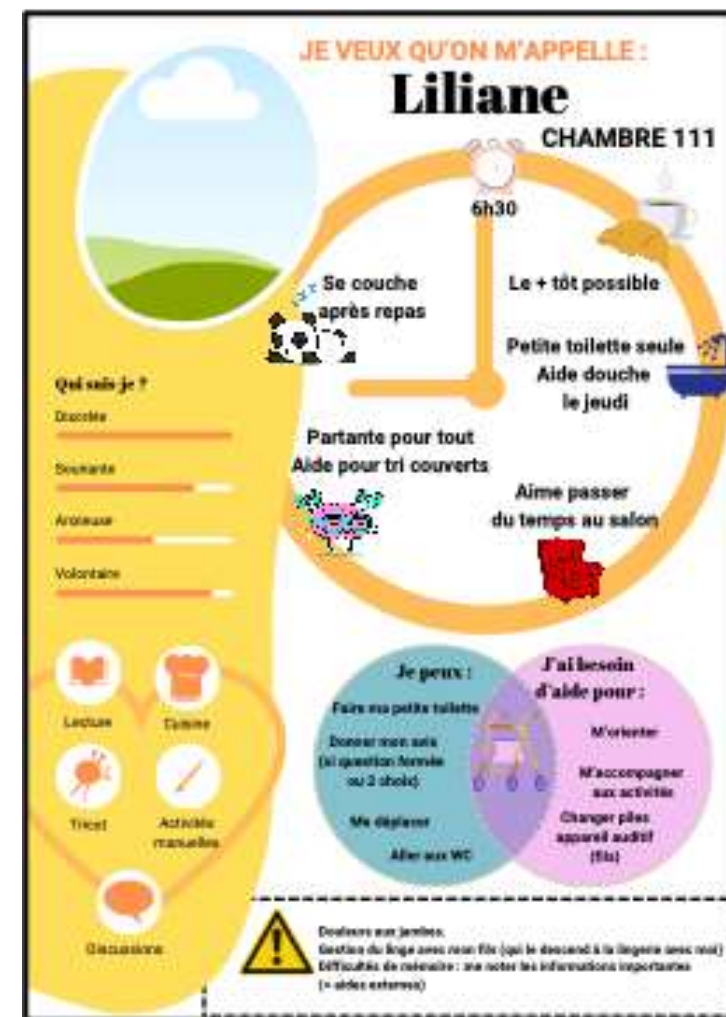 JE VEUX QU'ON M'APPELLE :
Liliane
CHAMBRE 111
6h30
Se couche
après repas
Le + tôt possible
Petite toilette seule
Aide douche
le jeudi
Partante pour tout
Aide pour tri couverts
Aime passer
du temps au salon
Qui suis je ?
Discrète
Souriante
Anxieuse
Volontaire
Lecture
Cuisine
Tricot
Activités
manuelles
Discussions
Je peux :
Faire ma petite toilette
Donner mon avis
(si question fermée
ou 2 choix)
Me déplacer
Aller aux WC
J'ai besoin
d'aide pour :
M'orienter
M'accompagner
aux activités
Changer piles
appareil auditif
(fils)
Douleurs aux jambes.
Gestion du linge avec mon fils (qui le descend à la lingerie avec moi)
Difficultés de mémoire : me noter les informations importantes
(= aides externes)